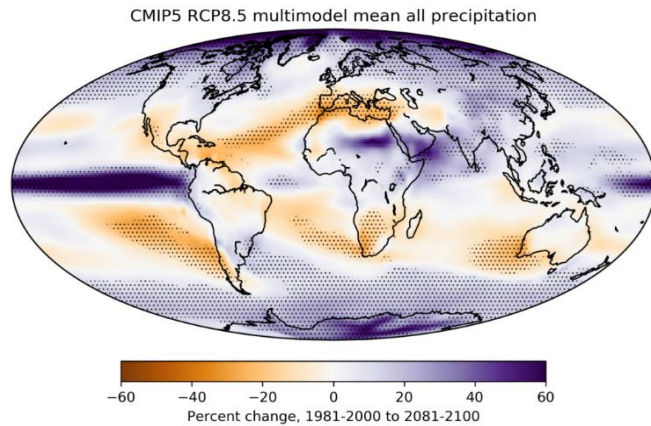 CMIP5 RCP8.5 multimodel mean all precipitation
−60 −40 −20 0 20 40 60
Percent change, 1981-2000 to 2081-2100